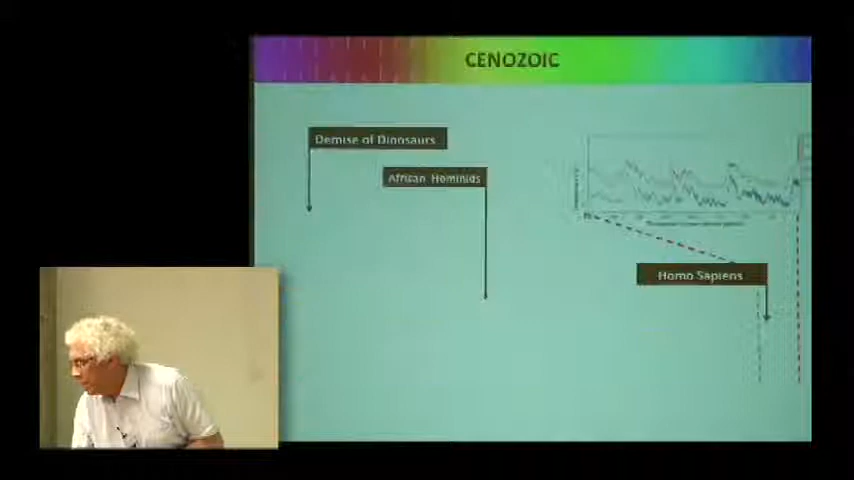 CENOZOIC
Demise of Dinosaurs
African Hominids
Homo Sapiens